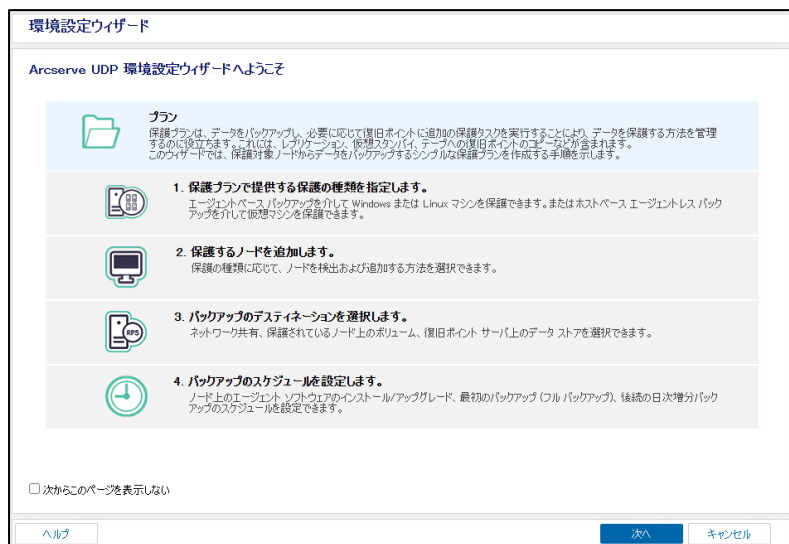 環境設定ウィザード
Arcserve UDP 環境設定ウィザードへようこそ
プラン
保護プランは、データをバックアップし、必要に応じて復旧ポイントに追加の保護タスクを実行することにより、データを保護する方法を管理
するのに役立ちます。これには、レプリケーション、仮想スタンバイ、テープへの復旧ポイントのコピーなどが含まれます。
このウィザードでは、保護対象ノードからデータをバックアップするシンプルな保護プランを作成する手順を示します。
1. 保護プランで提供する保護の種類を指定します。
エージェントベース バックアップを介して Windows または Linux マシンを保護できます。またはホストベース エージェントレス バック
アップを介して仮想マシンを保護できます。
2. 保護するノードを追加します。
保護の種類に応じて、ノードを検出および追加する方法を選択できます。
3. バックアップのデスティネーションを選択します。
RPS
ネットワーク共有、保護されているノード上のボリューム、復旧ポイント サーバ上のデータ ストアを選択できます。
4. バックアップのスケジュールを設定します。
ノード上のエージェント ソフトウェアのインストール/アップグレード、最初のバックアップ (フル バックアップ)、後続の日次増分バック
アップのスケジュールを設定できます。
次からこのページを表示しない
ヘルプ
次へ
キャンセル